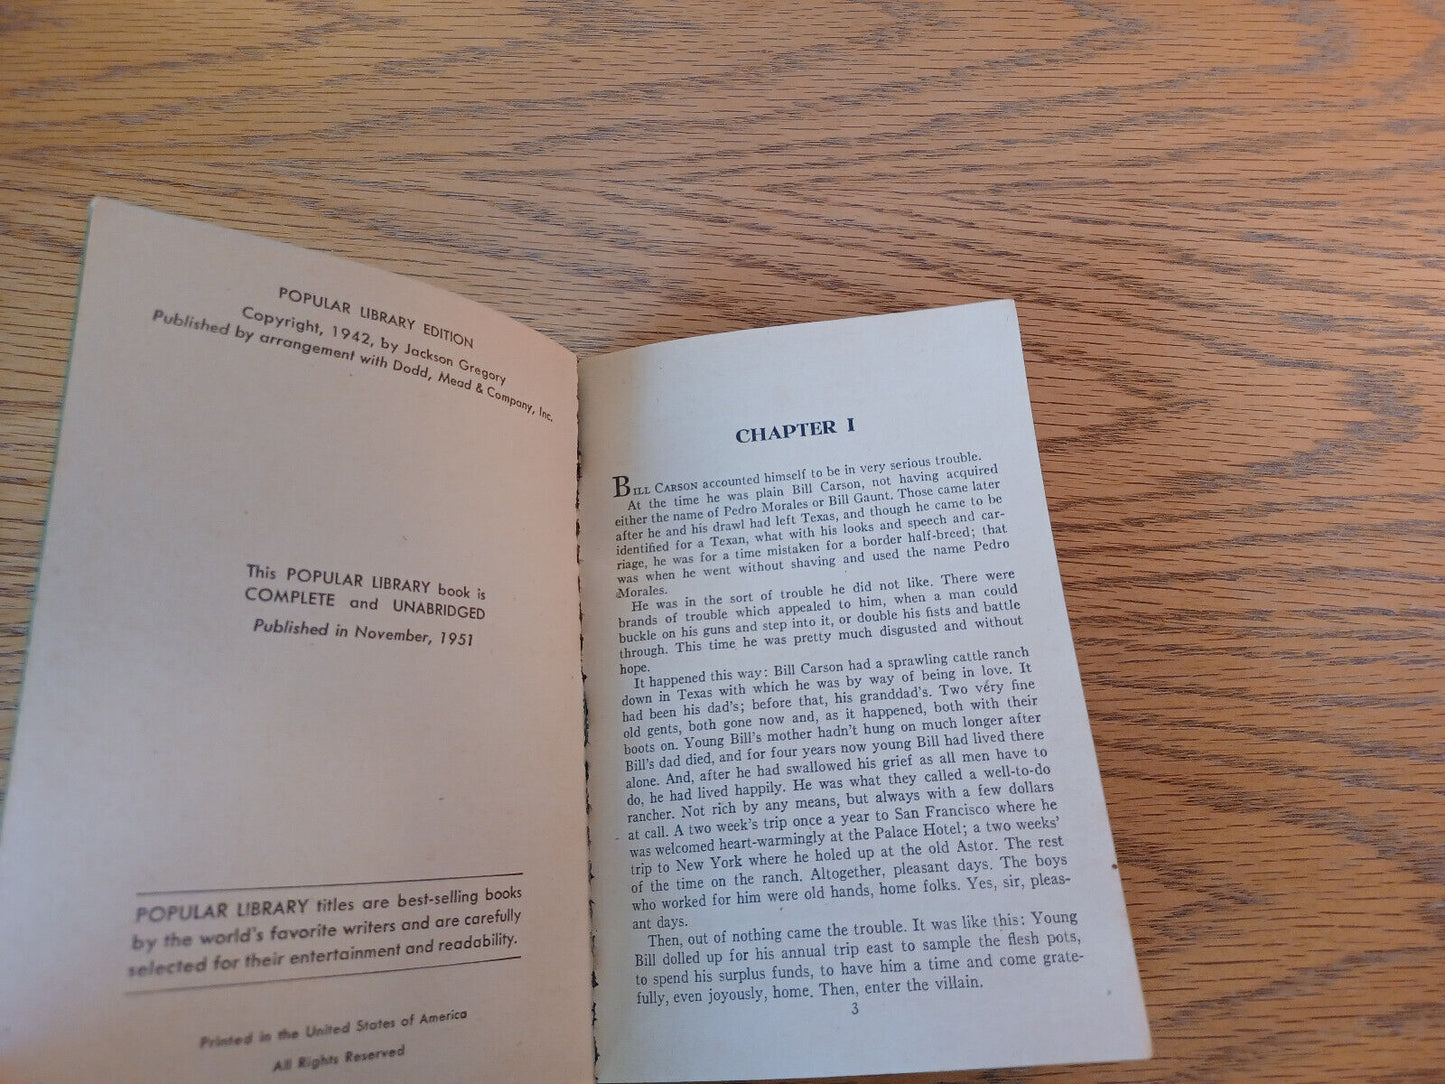 POPULAR LIBRARY EDITION
Copyright, 1942, by Jackson Gregory
Published by arrangement with Dodd, Mead & Company, Inc.
This POPULAR LIBRARY book is
COMPLETE and UNABRIDGED
Published in November, 1951
POPULAR LIBRARY titles are best-selling books
by the world's favorite writers and are carefully
selected for their entertainment and readability.
Printed in the United States of America
All Rights Reserved
CHAPTER I
BILL CARSON accounted himself to be in very serious trouble.
At the time he was plain Bill Carson, not having acquired
either the name of Pedro Morales or Bill Gaunt. Those came later
after he and his drawl had left Texas, and though he came to be
identified for a Texan, what with his looks and speech and car-
riage, he was for a time mistaken for a border half-breed; that
was when he went without shaving and used the name Pedro
Morales.
He was in the sort of trouble he did not like. There were
brands of trouble which appealed to him, when a man could
buckle on his guns and step into it, or double his fists and battle
through. This time he was pretty much disgusted and without
hope.
It happened this way: Bill Carson had a sprawling cattle ranch
down in Texas with which he was by way of being in love. It
had been his dad's; before that, his granddad's. Two very fine
old gents, both gone now and, as it happened, both with their
boots on. Young Bill's mother hadn't hung on much longer after
Bill's dad died, and for four years now young Bill had lived there
alone. And, after he had swallowed his grief as all men have to
do, he had lived happily. He was what they called a well-to-do
rancher. Not rich by any means, but always with a few dollars
at call. A two week's trip once a year to San Francisco where he
was welcomed heart-warmingly at the Palace Hotel; a two weeks'
trip to New York where he holed up at the old Astor. The rest
of the time on the ranch. Altogether, pleasant days. The boys
who worked for him were old hands, home folks. Yes, sir, pleas-
ant days.
Then, out of nothing came the trouble. It was like this: Young
Bill dolled up for his annual trip east to sample the flesh pots,
to spend his surplus funds, to have him a time and come grate-
fully, even joyously, home. Then, enter the villain.
3